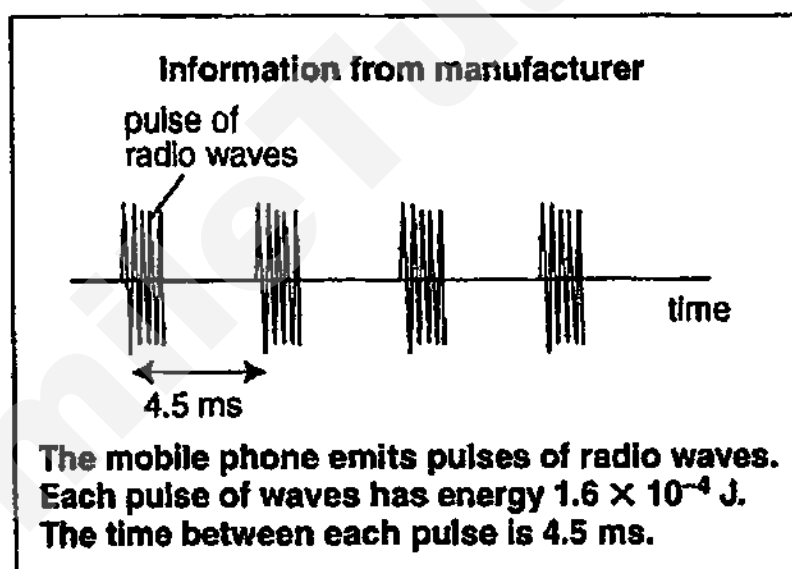 Information from manufacturer
pulse of
radio waves
time
4.5 ms
The mobile phone emits pulses of radio waves.
Each pulse of waves has energy 1.6 × 10⁻⁴ J.
The time between each pulse is 4.5 ms.